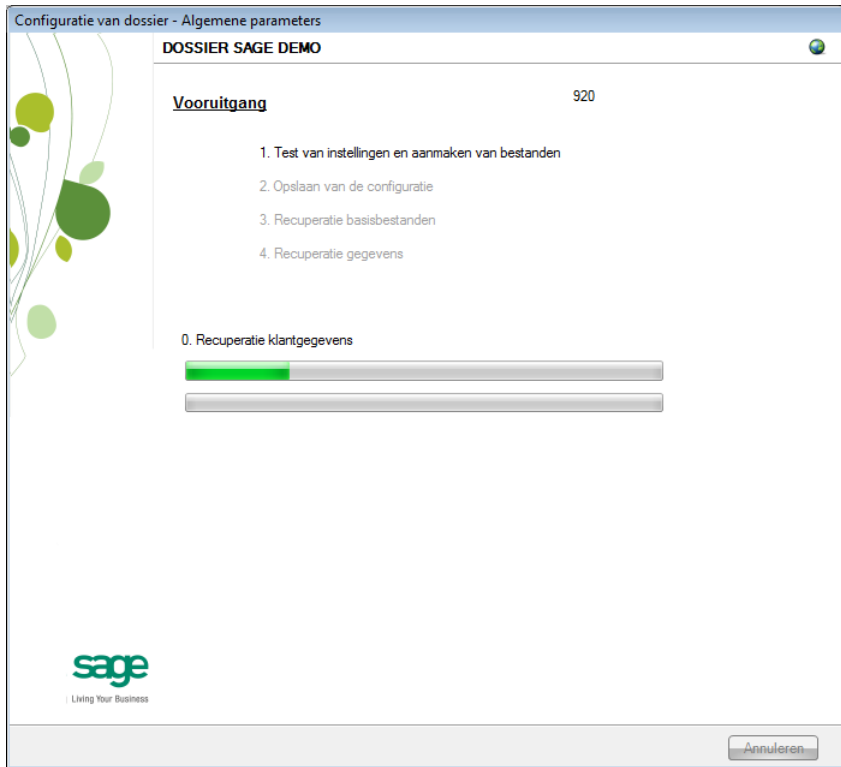 Configuratie van dossier - Algemene parameters
DOSSIER SAGE DEMO
Vooruitgang
920
1. Test van instellingen en aanmaken van bestanden
2. Opslaan van de configuratie
3. Recuperatie basisbestanden
4. Recuperatie gegevens
0. Recuperatie klantgegevens
sage
Living Your Business
Annuleren